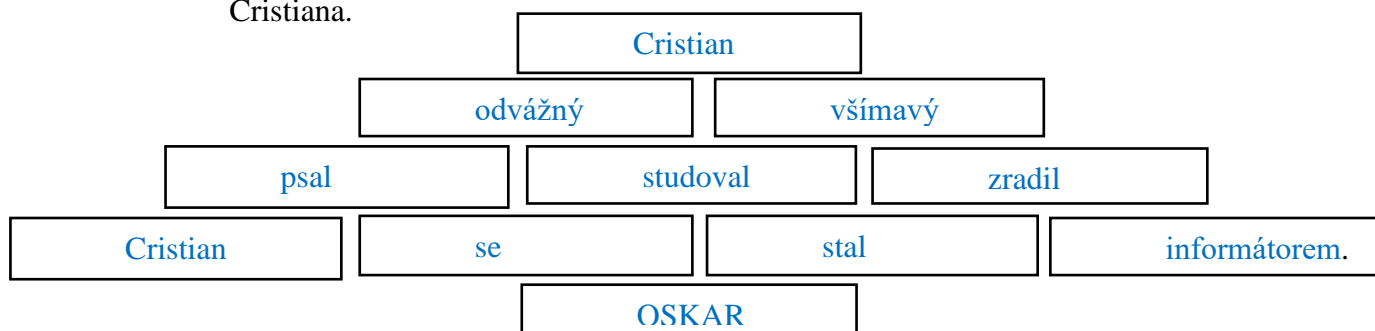 Cristiana.
Cristian
odvážný všímavý
psal studoval zradil
Cristian se stal informátorem.
OSKAR